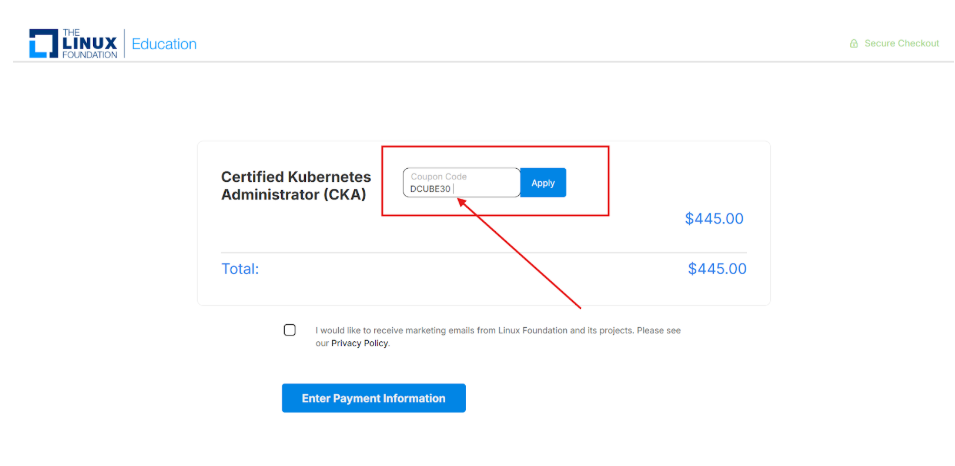 THE
LINUX
FOUNDATION
Education
Secure Checkout
Certified Kubernetes
Administrator (CKA)
Coupon Code
DCUBE30
Apply
$445.00
Total:
$445.00
I would like to receive marketing emails from Linux Foundation and its projects. Please see
our Privacy Policy.
Enter Payment Information